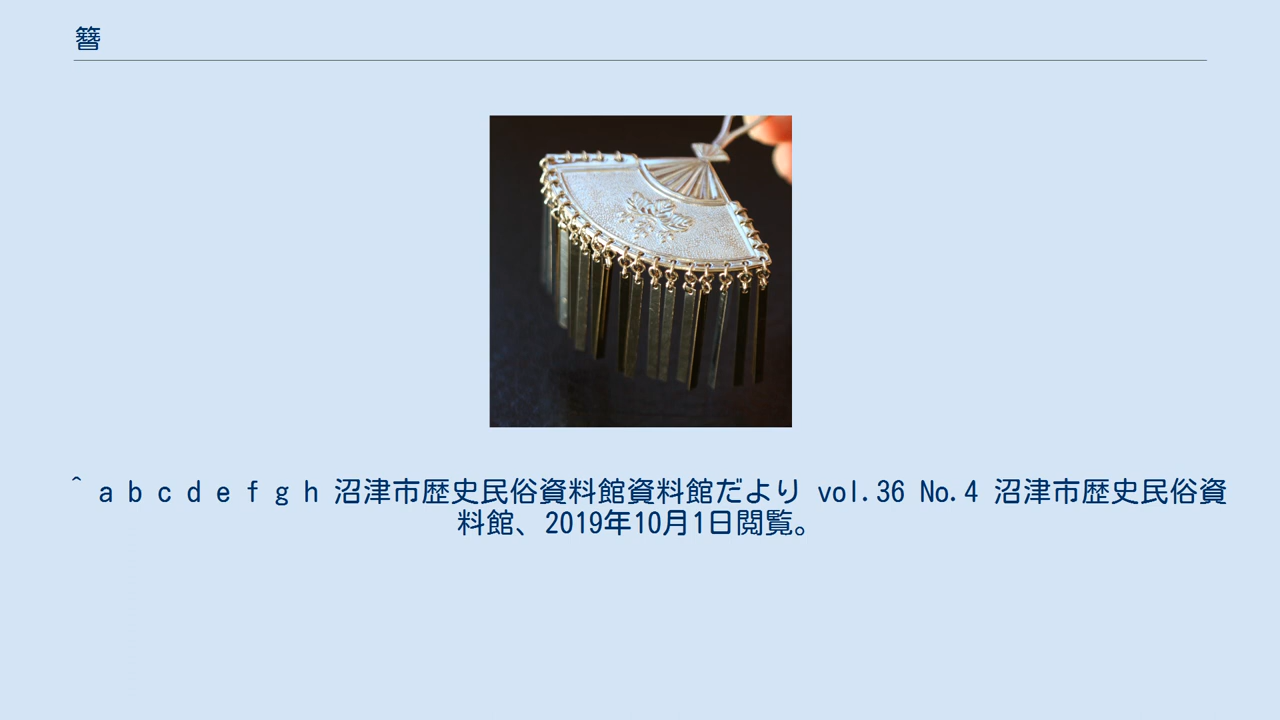 簪
^ a b c d e f g h 沼津市歴史民俗資料館資料館だより vol.36 No.4 沼津市歴史民俗資
料館、2019年10月1日閲覧。